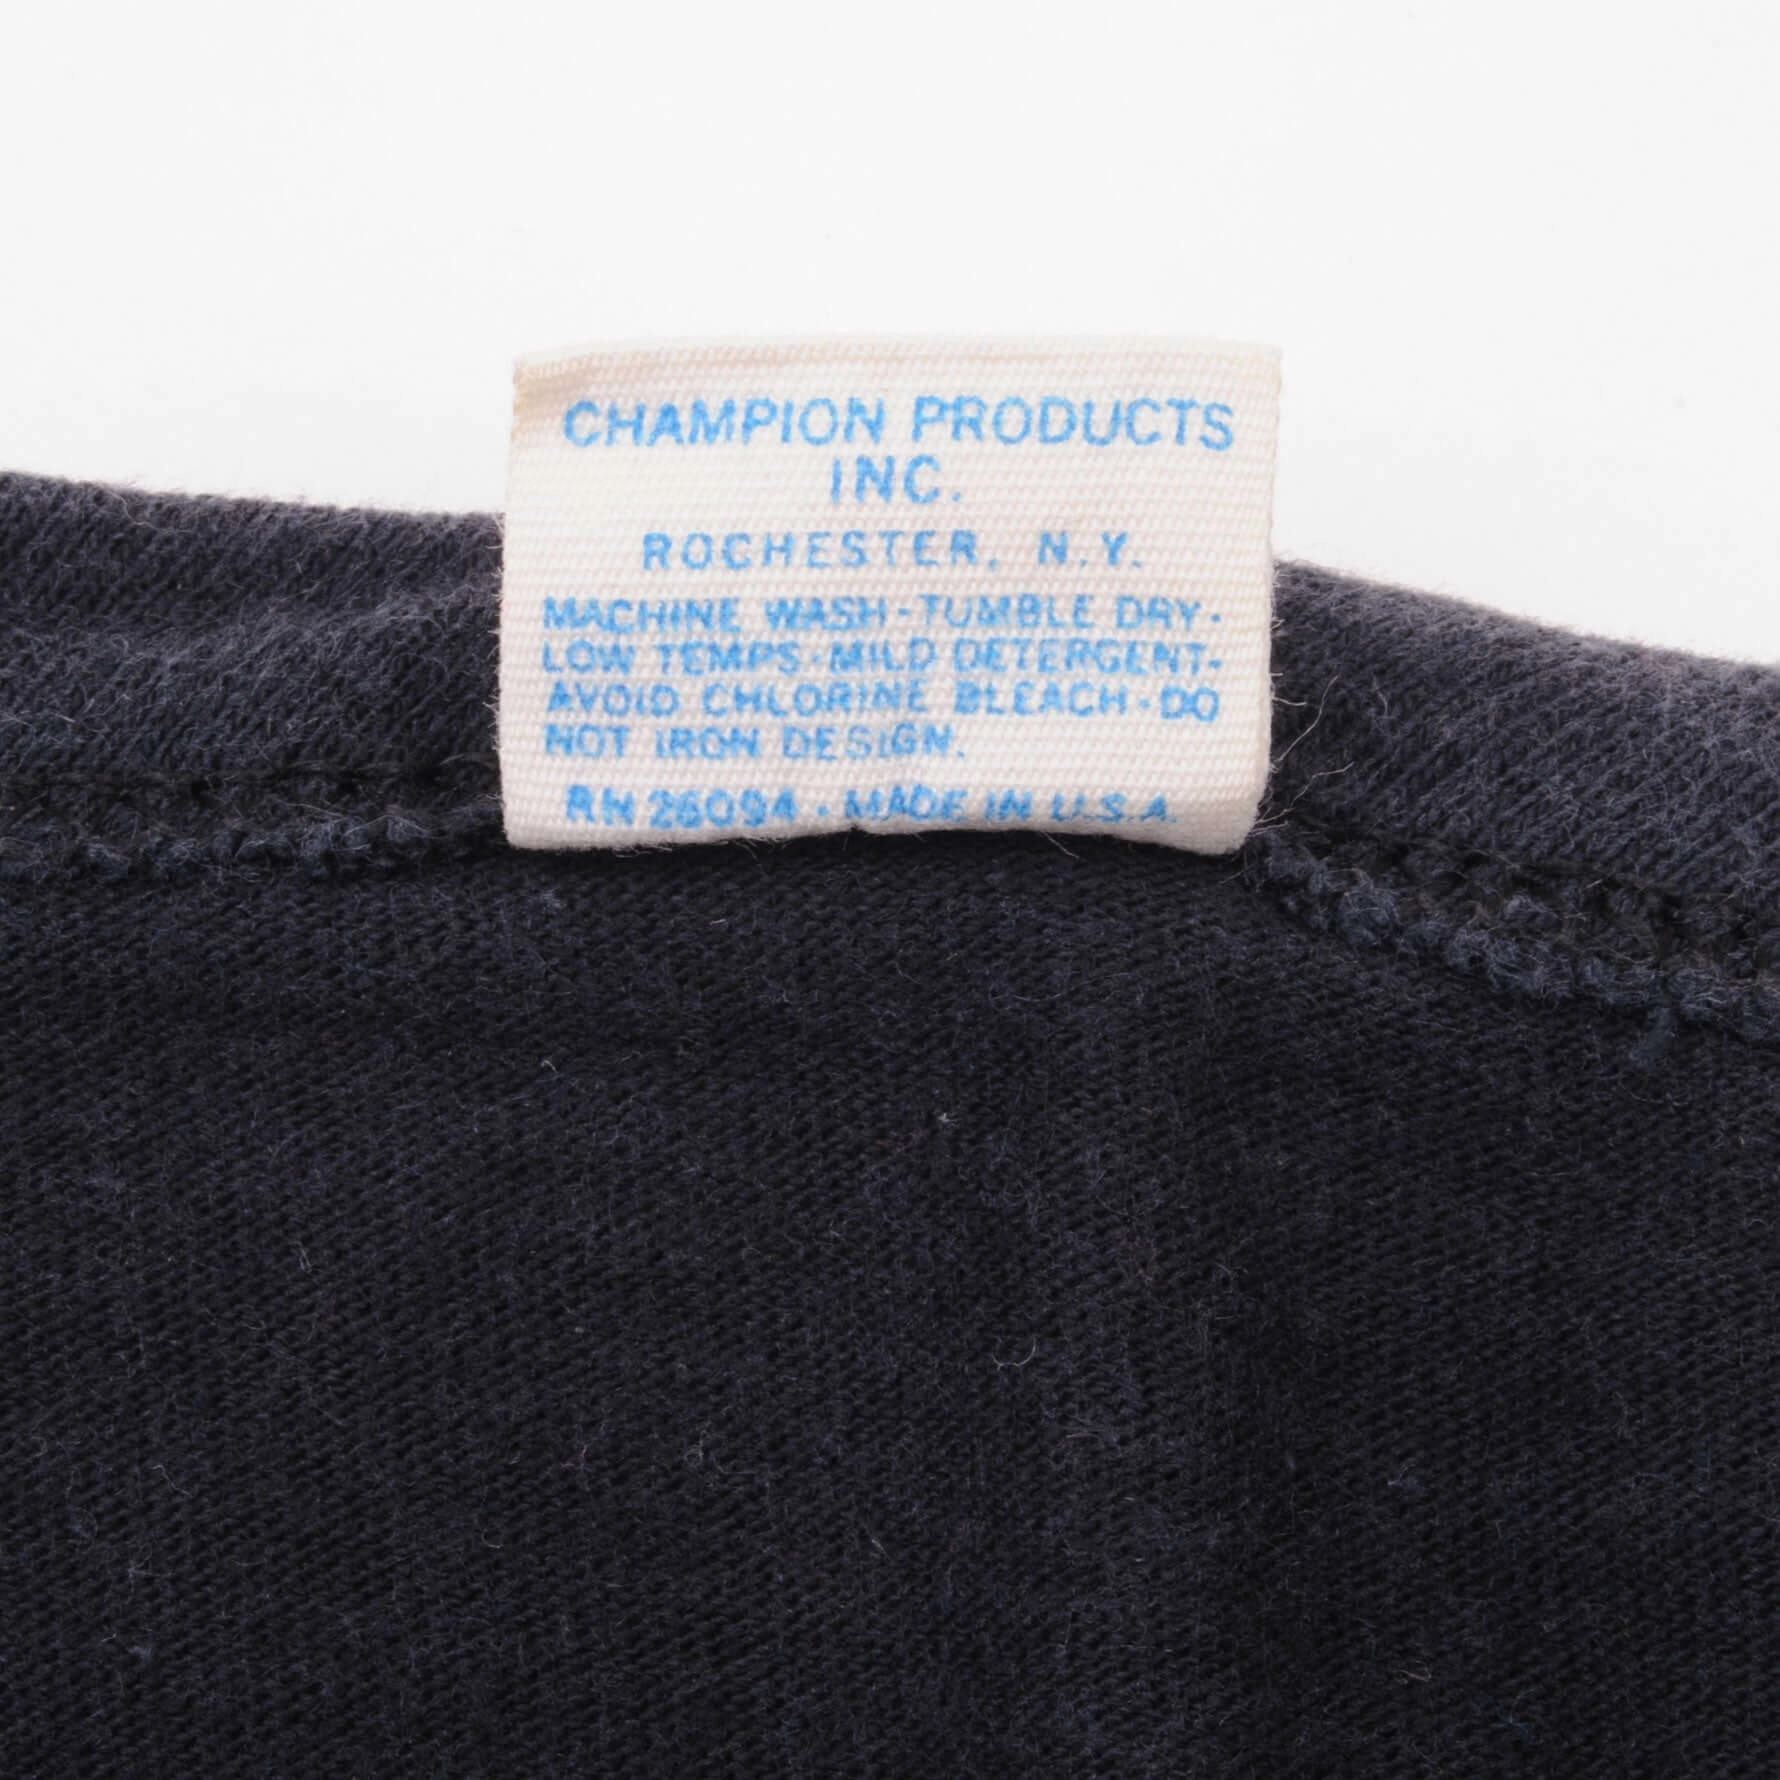 CHAMPION PRODUCTS
INC.
ROCHESTER, N.Y.
MACHINE WASH-TUMBLE DRY-
LOW TEMPS-MILD DETERGENT-
AVOID CHLORINE BLEACH-DO
NOT IRON DESIGN.
RN 26094 - MADE IN U.S.A.